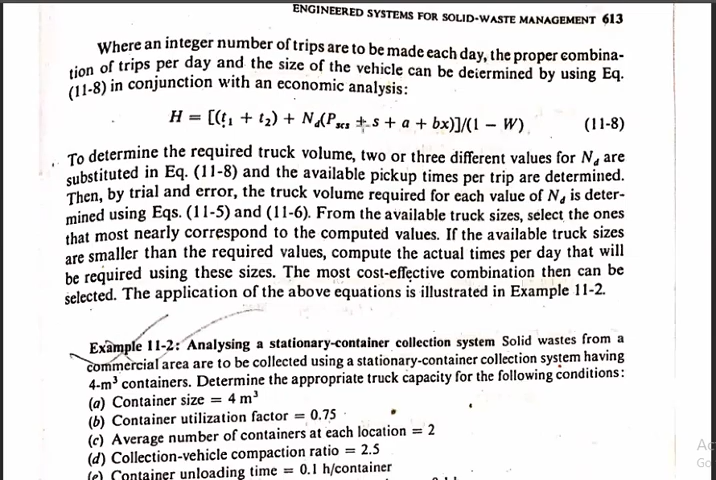 ENGINEERED SYSTEMS FOR SOLID-WASTE MANAGEMENT 613
Where an integer number of trips are to be made each day, the proper combina-
tion of trips per day and the size of the vehicle can be determined by using Eq.
(11-8) in conjunction with an economic analysis:
H = [(t₁ + t₂) + N_d(P_scs + s + a + bx)]/(1 − W) (11-8)
To determine the required truck volume, two or three different values for N_d are
substituted in Eq. (11-8) and the available pickup times per trip are determined.
Then, by trial and error, the truck volume required for each value of N_d is deter-
mined using Eqs. (11-5) and (11-6). From the available truck sizes, select the ones
that most nearly correspond to the computed values. If the available truck sizes
are smaller than the required values, compute the actual times per day that will
be required using these sizes. The most cost-effective combination then can be
selected. The application of the above equations is illustrated in Example 11-2.
Example 11-2: Analysing a stationary-container collection system Solid wastes from a
commercial area are to be collected using a stationary-container collection system having
4-m³ containers. Determine the appropriate truck capacity for the following conditions:
(a) Container size = 4 m³
(b) Container utilization factor = 0.75
(c) Average number of containers at each location = 2
(d) Collection-vehicle compaction ratio = 2.5
(e) Container unloading time = 0.1 h/container